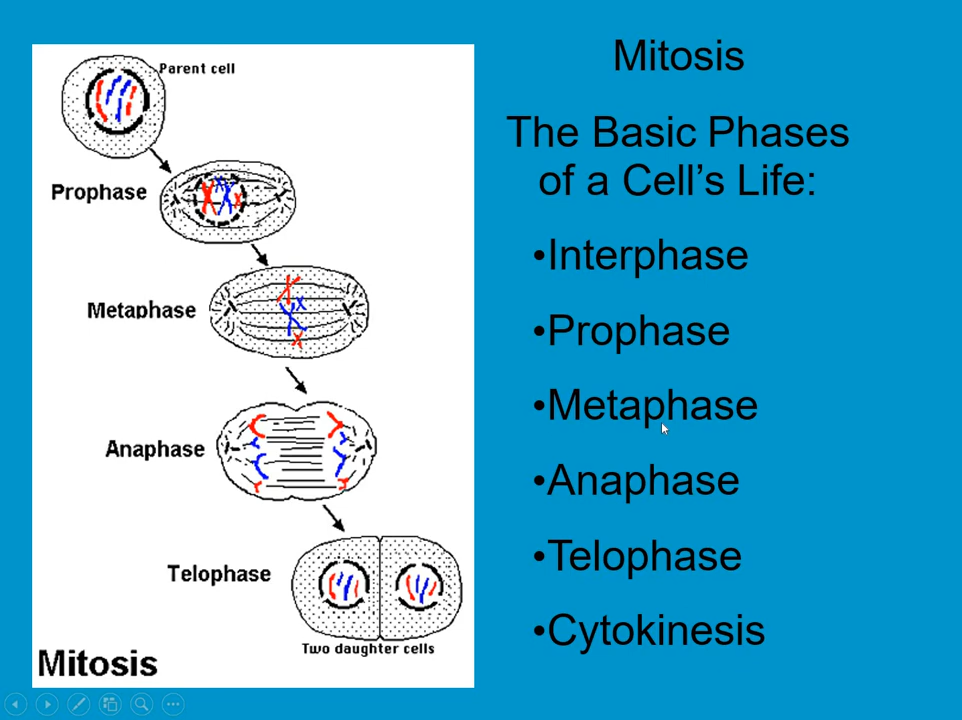 Parent cell
Prophase
Metaphase
Anaphase
Telophase
Two daughter cells
Mitosis
Mitosis
The Basic Phases
of a Cell’s Life:
•Interphase
•Prophase
•Metaphase
•Anaphase
•Telophase
•Cytokinesis